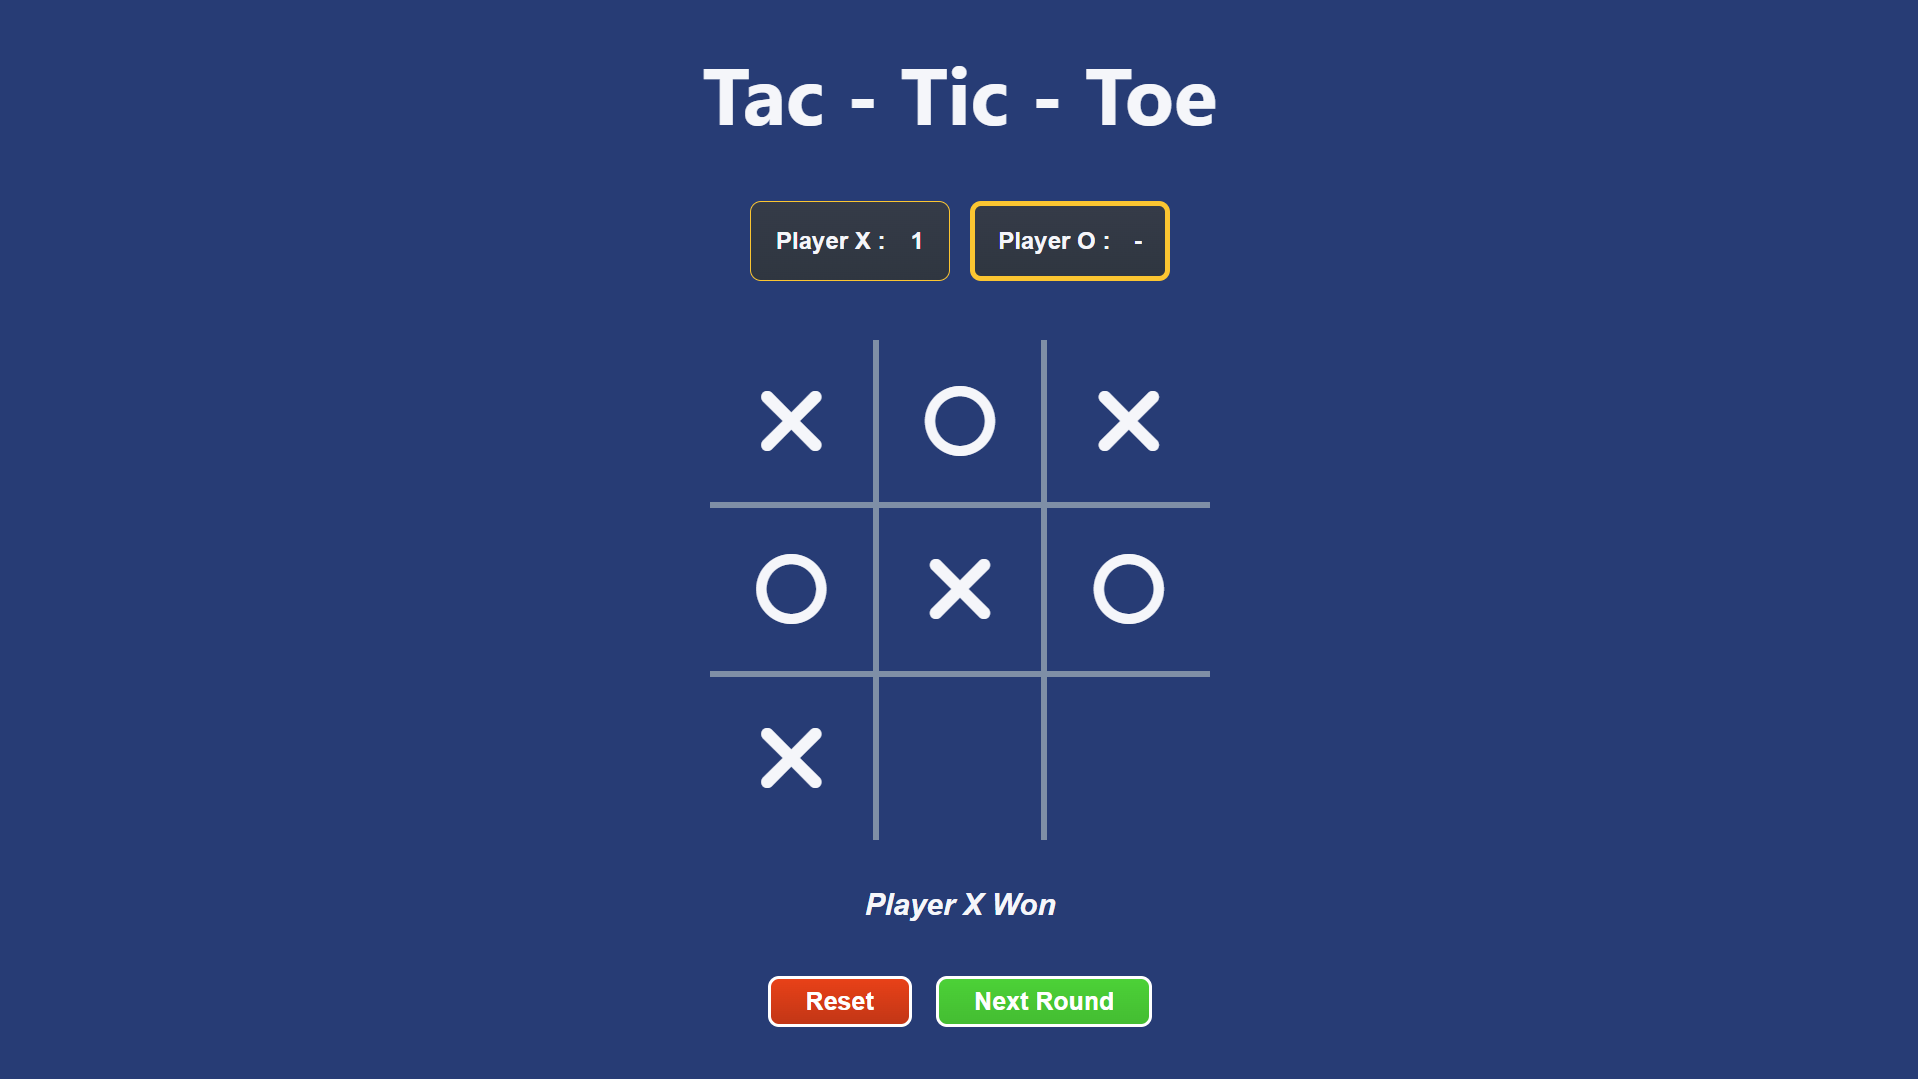 Tac - Tic - Toe
Player X : 1
Player O : -
X O X
O X O
X
Player X Won
Reset
Next Round